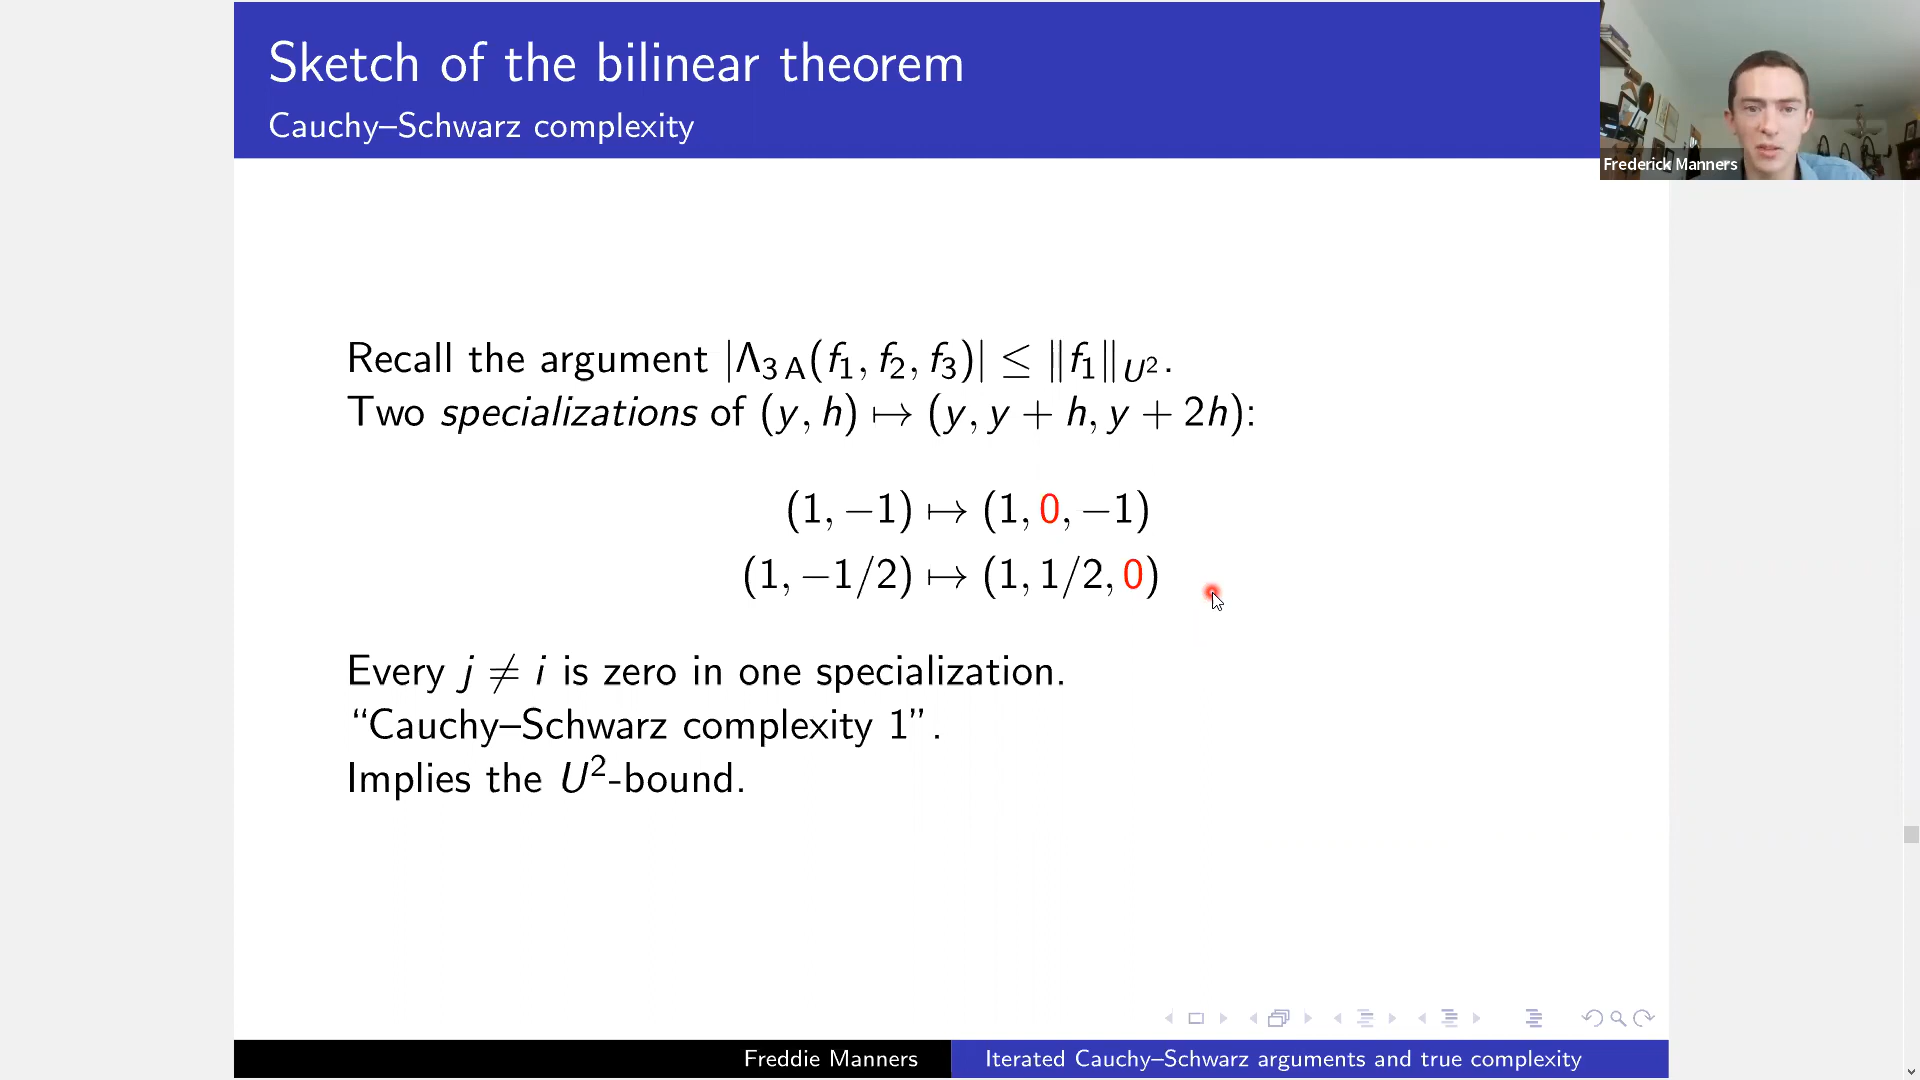 Sketch of the bilinear theorem
Cauchy–Schwarz complexity
Frederick Manners
Recall the argument |Λ₃ A(f₁, f₂, f₃)| ≤ ‖f₁‖_{U²}.
Two specializations of (y, h) ↦ (y, y + h, y + 2h):
(1, −1) ↦ (1, 0, −1)
(1, −1/2) ↦ (1, 1/2, 0)
Every j ≠ i is zero in one specialization.
“Cauchy–Schwarz complexity 1”.
Implies the U²-bound.
Freddie Manners
Iterated Cauchy–Schwarz arguments and true complexity